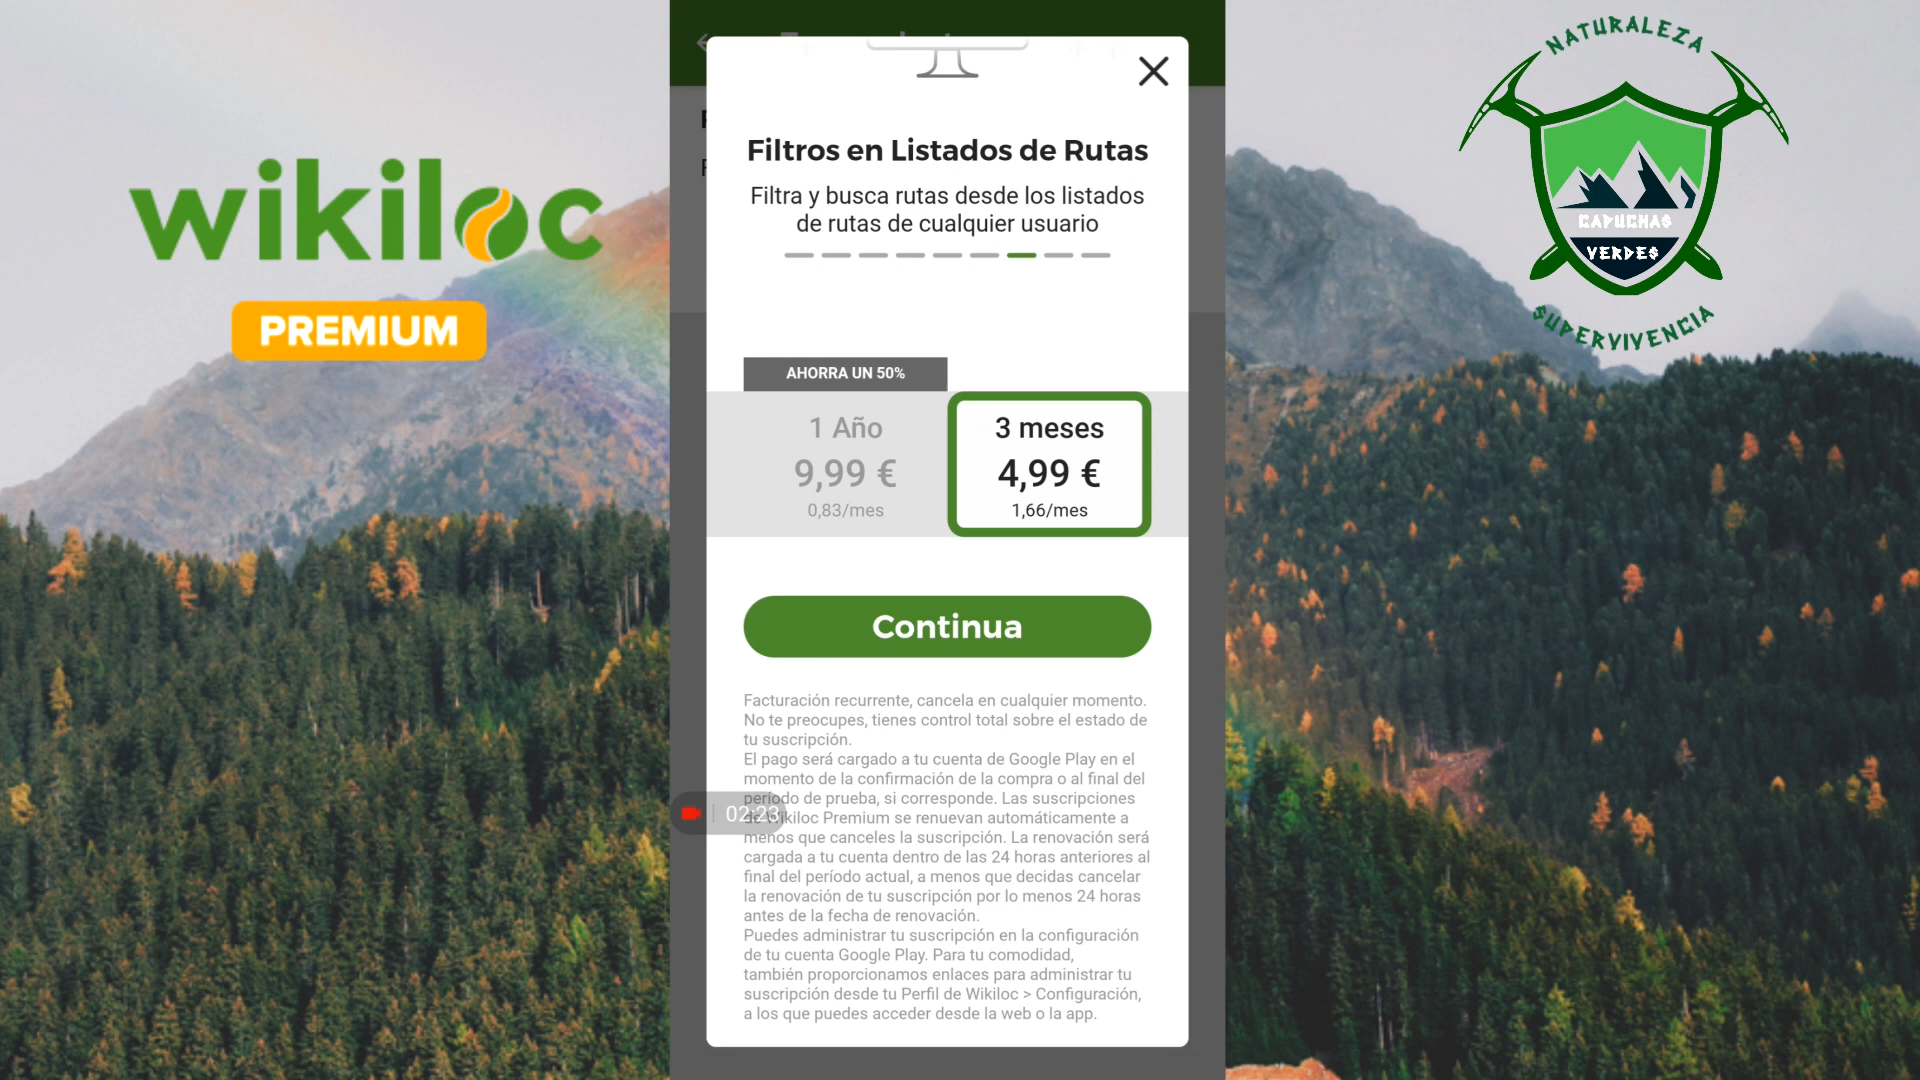 wikiloc
PREMIUM
Filtros en Listados de Rutas
Filtra y busca rutas desde los listados
de rutas de cualquier usuario
AHORRA UN 50%
1 Año
9,99 €
0,83/mes
3 meses
4,99 €
1,66/mes
Continua
Facturación recurrente, cancela en cualquier momento.
No te preocupes, tienes control total sobre el estado de
tu suscripción.
El pago será cargado a tu cuenta de Google Play en el
momento de la confirmación de la compra o al final del
período de prueba, si corresponde. Las suscripciones
de Wikiloc Premium se renuevan automáticamente a
menos que canceles la suscripción. La renovación será
cargada a tu cuenta dentro de las 24 horas anteriores al
final del período actual, a menos que decidas cancelar
la renovación de tu suscripción por lo menos 24 horas
antes de la fecha de renovación.
Puedes administrar tu suscripción en la configuración
de tu cuenta Google Play. Para tu comodidad,
también proporcionamos enlaces para administrar tu
suscripción desde tu Perfil de Wikiloc > Configuración,
a los que puedes acceder desde la web o la app.
02:23
NATURALEZA
CAPUCHAS
VERDES
SUPERVIVENCIA